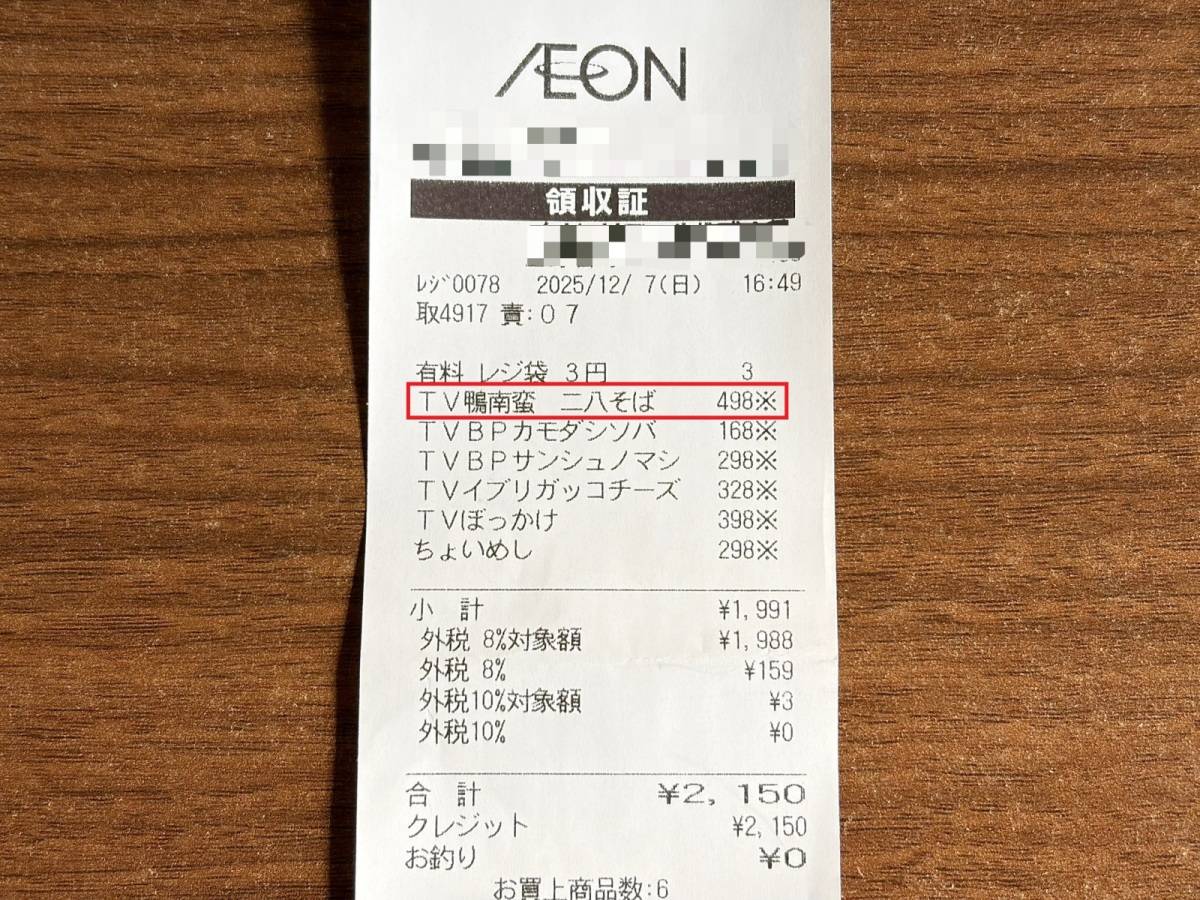 ÆON
領収証
ﾚｼﾞ0078 2025/12/ 7(日) 16:49
取4917 責:０７
有料 レジ袋 ３円 3
ＴＶ鴨南蛮 二八そば 498※
ＴＶＢＰカモダシソバ 168※
ＴＶＢＰサンシュノマシ 298※
ＴＶイブリガッコチーズ 328※
ＴＶぼっかけ 398※
ちょいめし 298※
小 計 ¥1,991
外税 8%対象額 ¥1,988
外税 8% ¥159
外税10%対象額 ¥3
外税10% ¥0
合 計 ¥2,150
クレジット ¥2,150
お釣り ¥0
お買上商品数:6